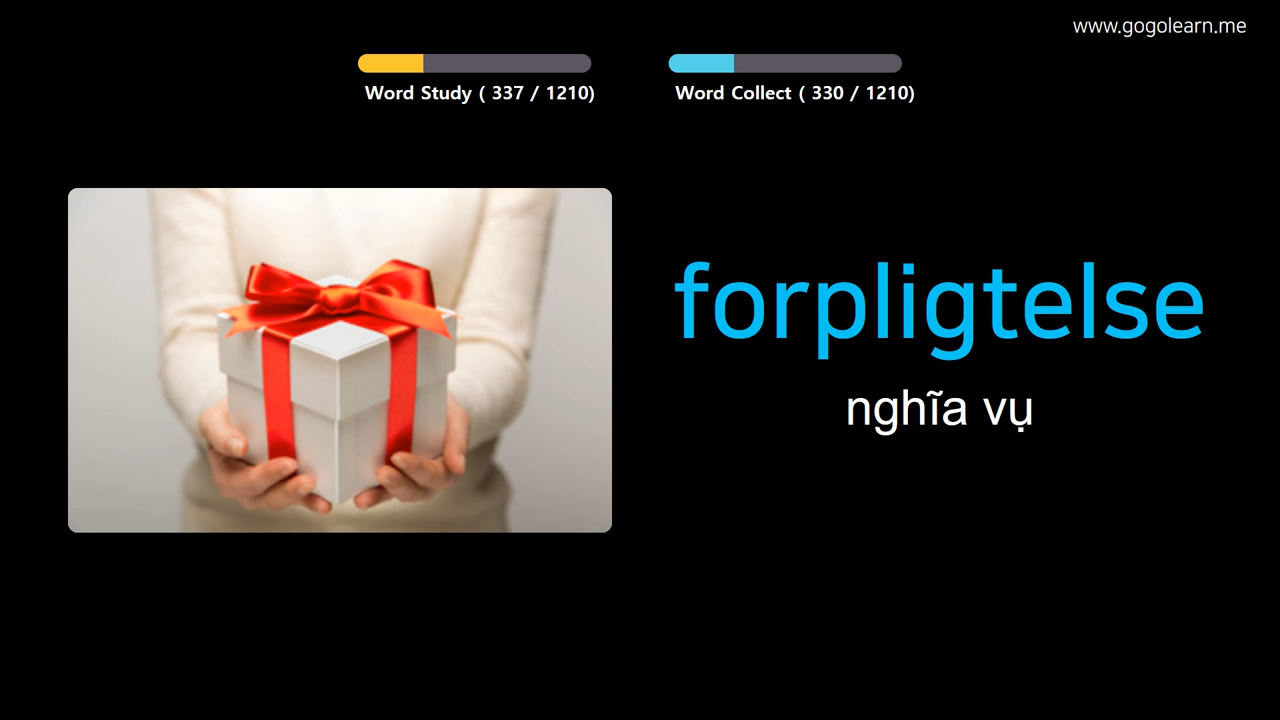 www.gogolearn.me
Word Study ( 337 / 1210)
Word Collect ( 330 / 1210)
forpligtelse
nghĩa vụ